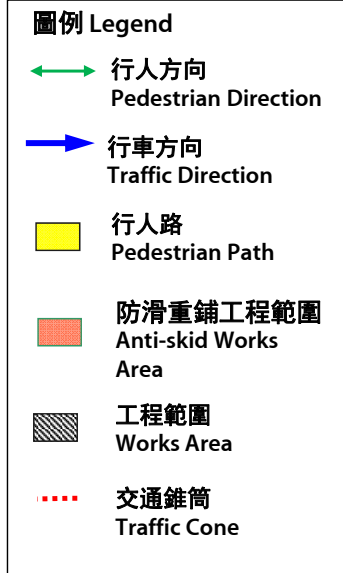 圖例 Legend
行人方向
Pedestrian Direction
行車方向
Traffic Direction
行人路
Pedestrian Path
防滑重鋪工程範圍
Anti-skid Works
Area
工程範圍
Works Area
交通錐筒
Traffic Cone